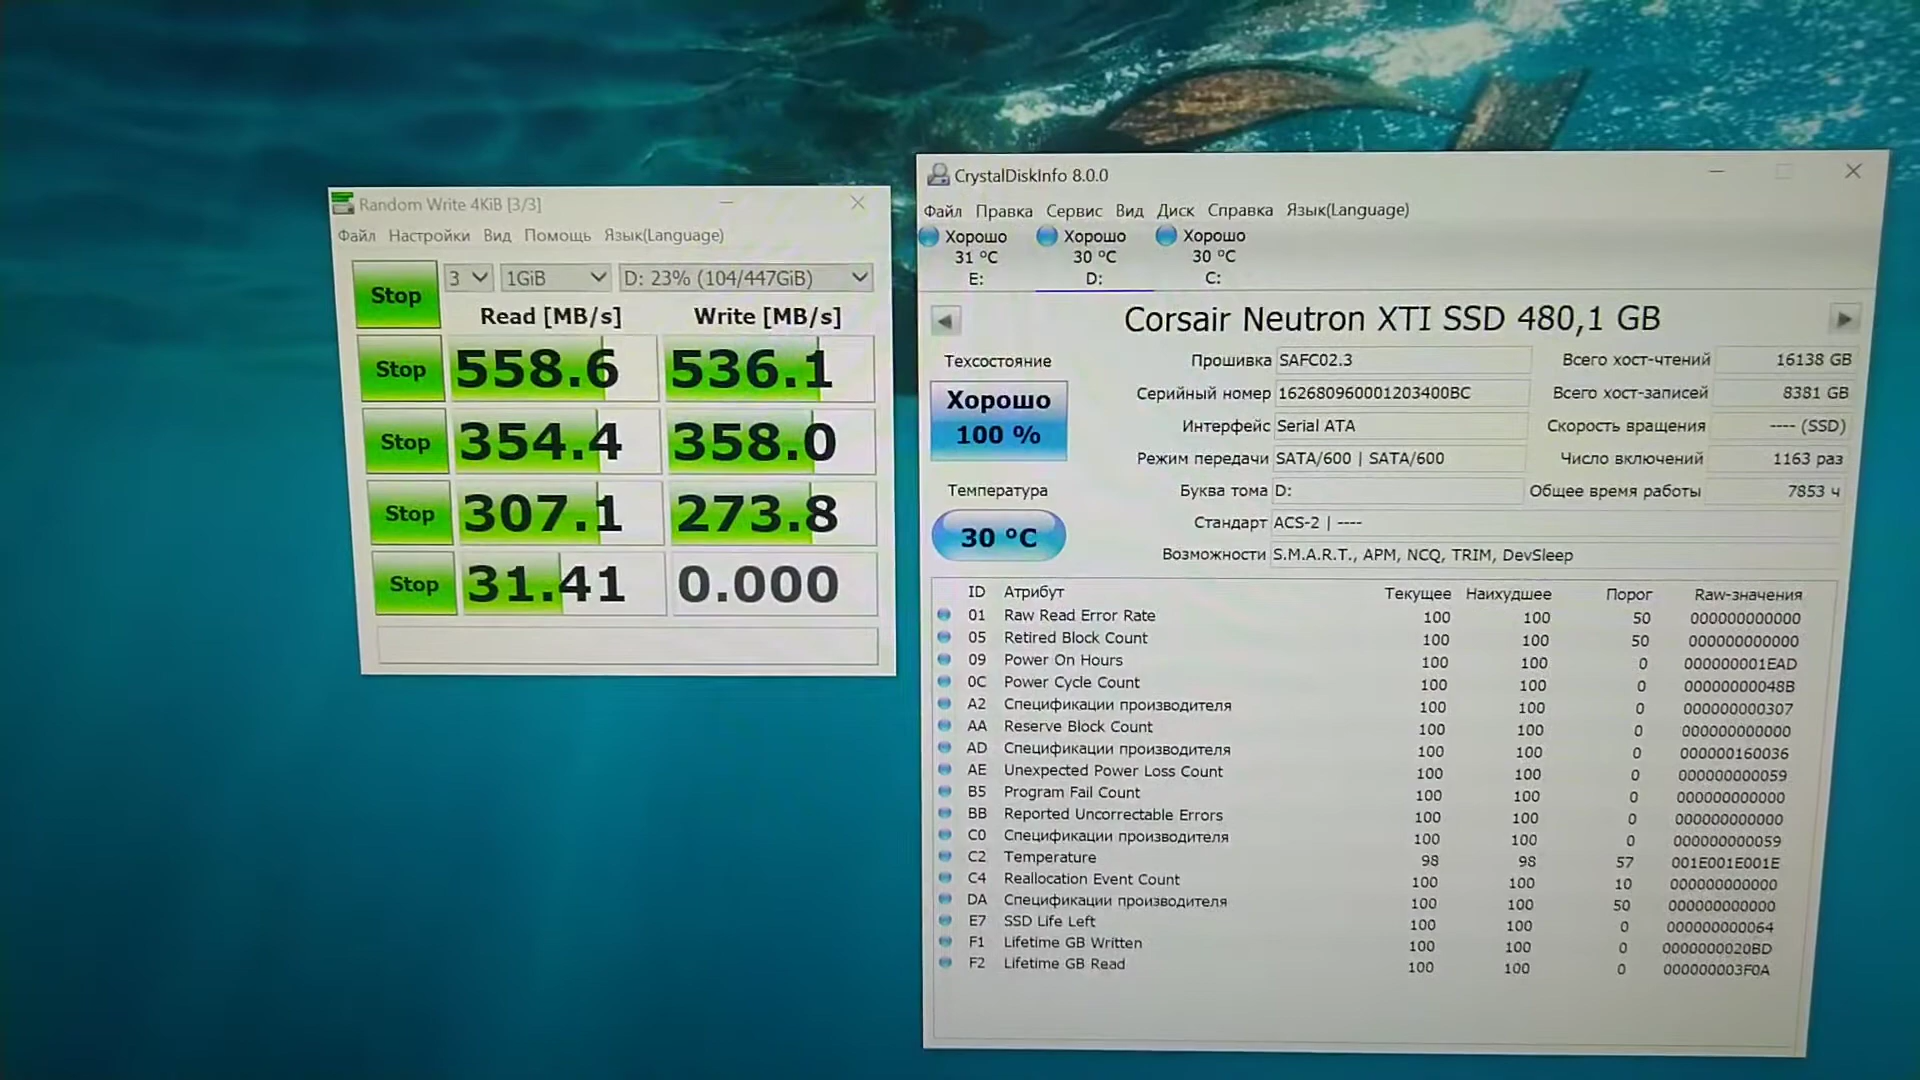 Random Write 4KiB [3/3]
Файл Настройки Вид Помощь Язык(Language)
Stop 3 1GiB D: 23% (104/447GiB)
Read [MB/s] Write [MB/s]
Stop 558.6 536.1
Stop 354.4 358.0
Stop 307.1 273.8
Stop 31.41 0.000
CrystalDiskInfo 8.0.0
Файл Правка Сервис Вид Диск Справка Язык(Language)
Хорошо Хорошо Хорошо
31 °C 30 °C 30 °C
E: D: C:
Corsair Neutron XTI SSD 480,1 GB
Техсостояние
Хорошо
100 %
Температура
30 °C
Прошивка SAFC02.3 Всего хост-чтений 16138 GB
Серийный номер 162680960001203400BC Всего хост-записей 8381 GB
Интерфейс Serial ATA Скорость вращения ---- (SSD)
Режим передачи SATA/600 | SATA/600 Число включений 1163 раз
Буква тома D: Общее время работы 7853 ч
Стандарт ACS-2 | ----
Возможности S.M.A.R.T., APM, NCQ, TRIM, DevSleep
ID Атрибут Текущее Наихудшее Порог Raw-значения
01 Raw Read Error Rate 100 100 50 000000000000
05 Retired Block Count 100 100 50 000000000000
09 Power On Hours 100 100 0 000000001EAD
0C Power Cycle Count 100 100 0 00000000048B
A2 Спецификации производителя 100 100 0 000000000307
AA Reserve Block Count 100 100 0 000000000000
AD Спецификации производителя 100 100 0 000000160036
AE Unexpected Power Loss Count 100 100 0 000000000059
B5 Program Fail Count 100 100 0 000000000000
BB Reported Uncorrectable Errors 100 100 0 000000000000
C0 Спецификации производителя 100 100 0 000000000059
C2 Temperature 98 98 57 001E001E001E
C4 Reallocation Event Count 100 100 10 000000000000
DA Спецификации производителя 100 100 50 000000000000
E7 SSD Life Left 100 100 0 000000000064
F1 Lifetime GB Written 100 100 0 0000000020BD
F2 Lifetime GB Read 100 100 0 000000003F0A